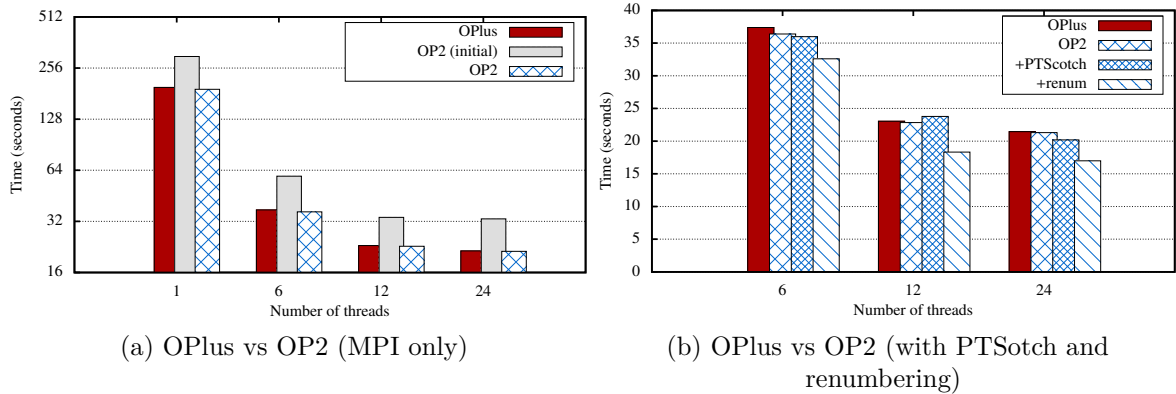 512
256
128
64
32
16
Time (seconds)
OPlus
OP2 (initial)
OP2
1 6 12 24
Number of threads
(a) OPlus vs OP2 (MPI only)
40
35
30
25
20
15
10
5
0
Time (seconds)
OPlus
OP2
+PTScotch
+renum
6 12 24
Number of threads
(b) OPlus vs OP2 (with PTSotch and
renumbering)